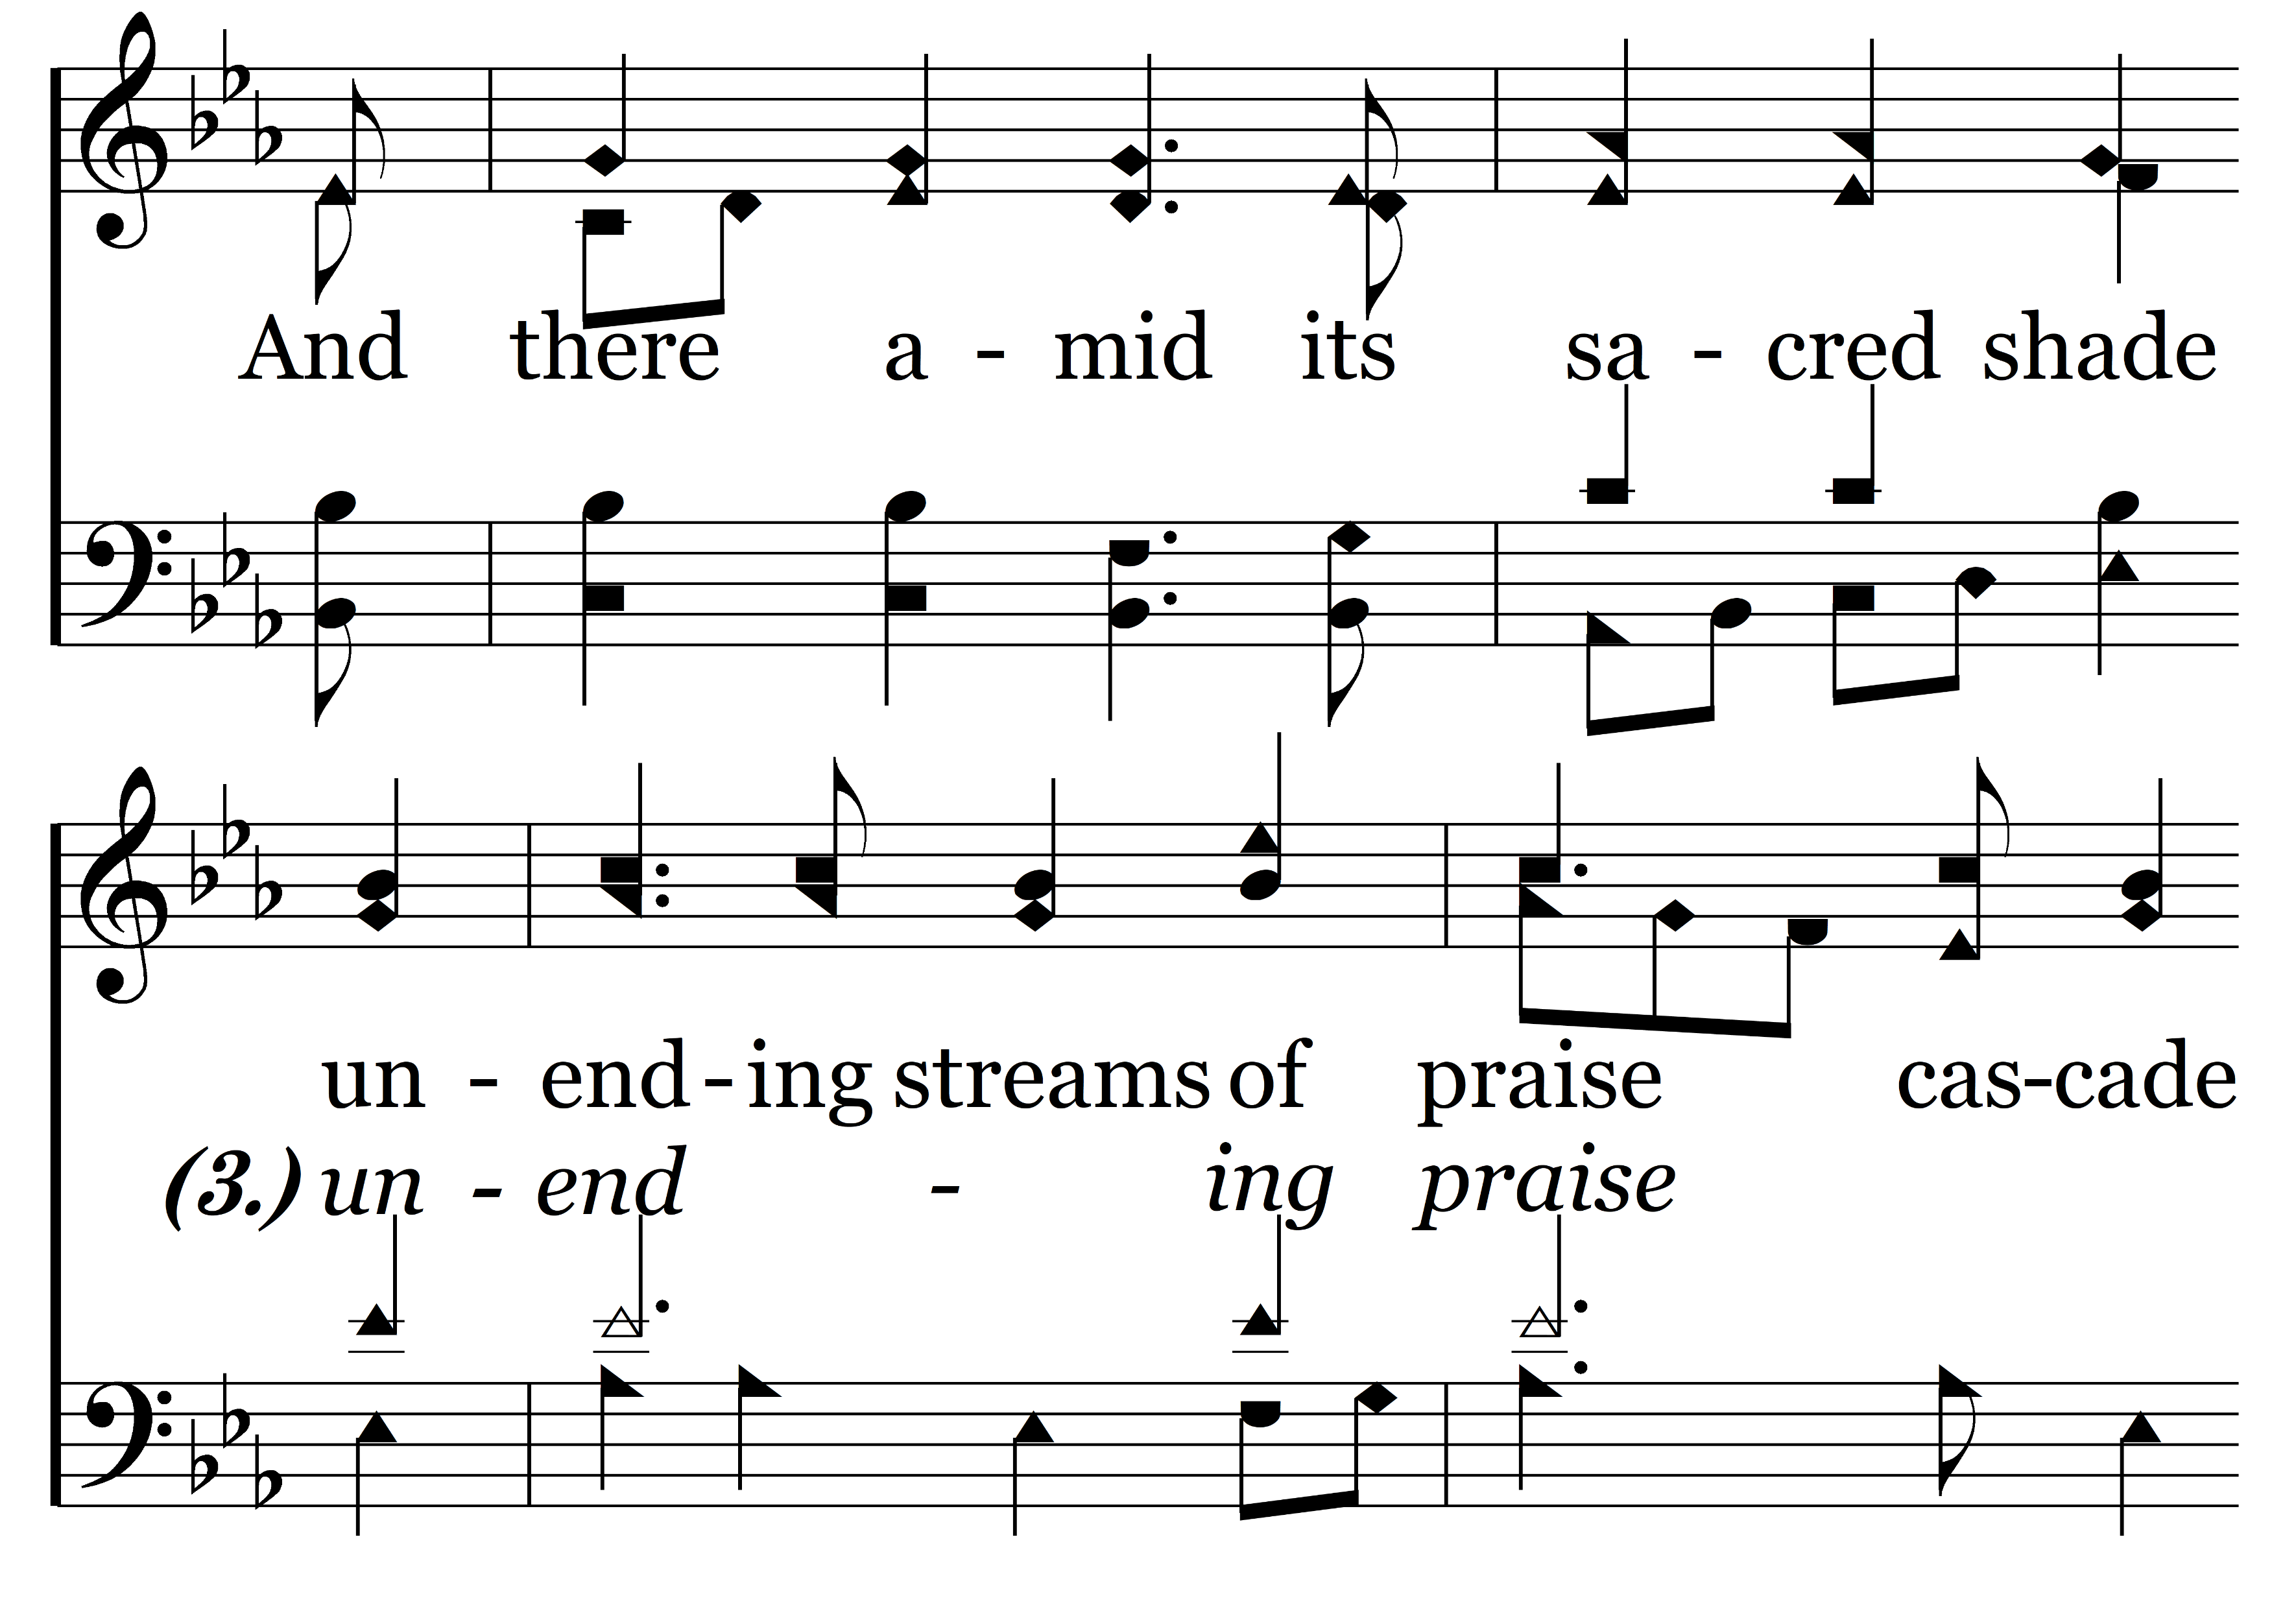 And there a - mid its sa - cred shade
un - end - ing streams of praise cas-cade
(3.) un - end - ing praise